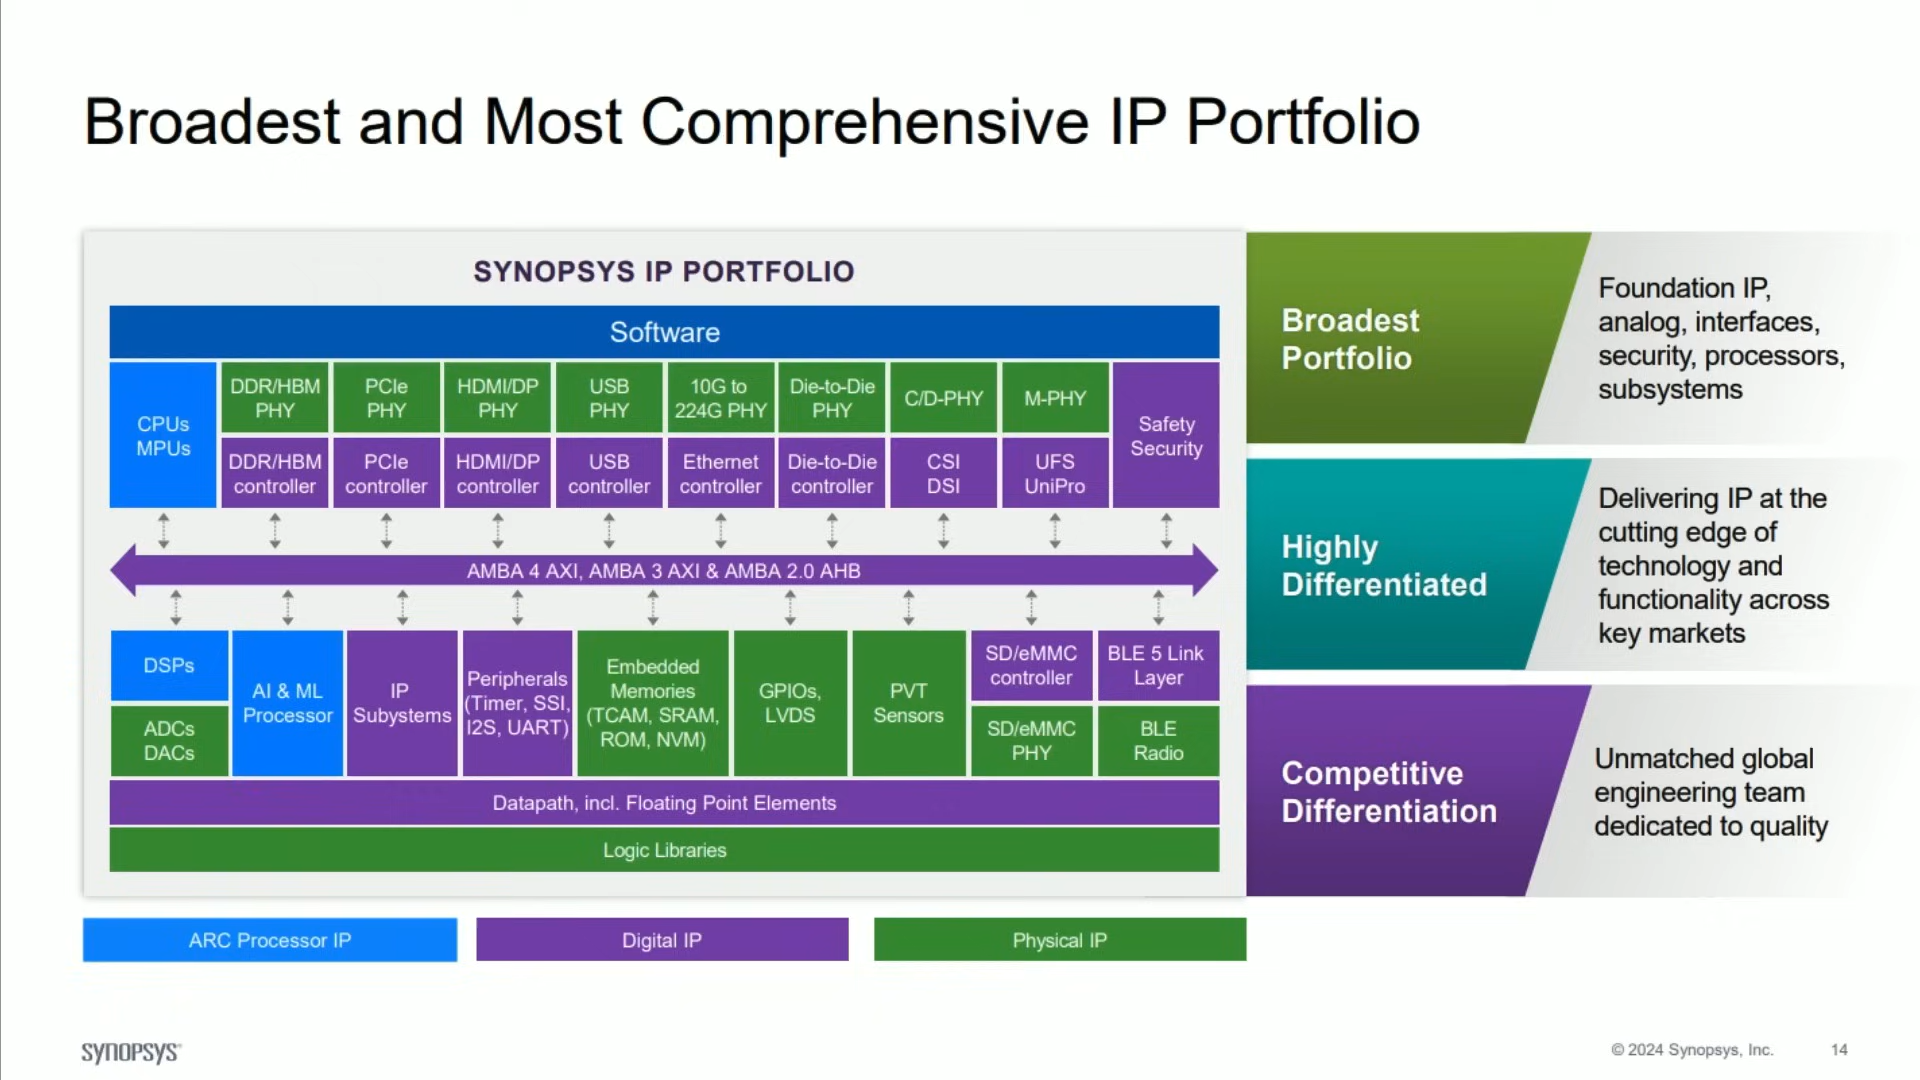 Broadest and Most Comprehensive IP Portfolio
SYNOPSYS IP PORTFOLIO
Software
CPUs
MPUs
DDR/HBM
PHY
PCIe
PHY
HDMI/DP
PHY
USB
PHY
10G to
224G PHY
Die-to-Die
PHY
C/D-PHY
M-PHY
Safety
Security
DDR/HBM
controller
PCIe
controller
HDMI/DP
controller
USB
controller
Ethernet
controller
Die-to-Die
controller
CSI
DSI
UFS
UniPro
AMBA 4 AXI, AMBA 3 AXI & AMBA 2.0 AHB
DSPs
ADCs
DACs
AI & ML
Processor
IP
Subystems
Peripherals
(Timer, SSI,
I2S, UART)
Embedded
Memories
(TCAM, SRAM,
ROM, NVM)
GPIOs,
LVDS
PVT
Sensors
SD/eMMC
controller
SD/eMMC
PHY
BLE 5 Link
Layer
BLE
Radio
Datapath, incl. Floating Point Elements
Logic Libraries
ARC Processor IP
Digital IP
Physical IP
Broadest
Portfolio
Foundation IP,
analog, interfaces,
security, processors,
subsystems
Highly
Differentiated
Delivering IP at the
cutting edge of
technology and
functionality across
key markets
Competitive
Differentiation
Unmatched global
engineering team
dedicated to quality
SYNOPSYS
© 2024 Synopsys, Inc.
14